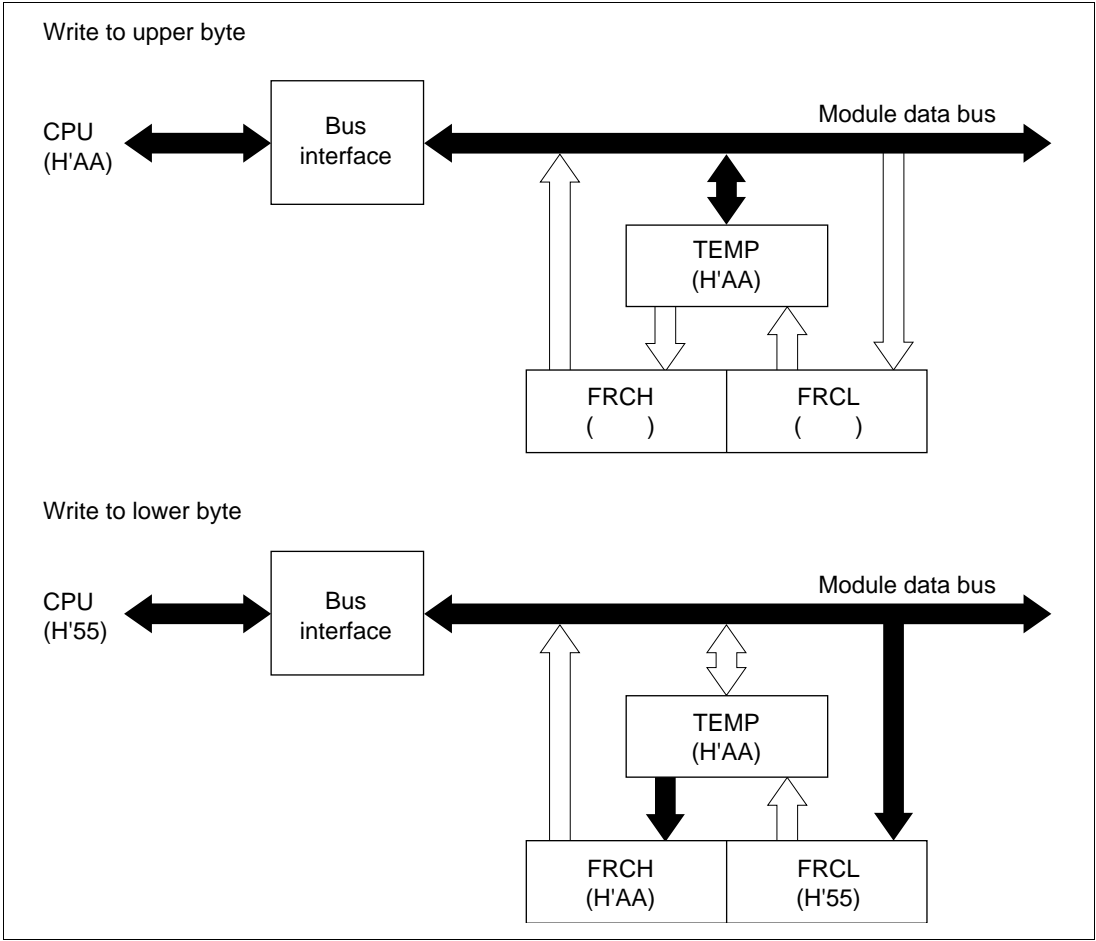 Write to upper byte
CPU
(H'AA)
Bus
interface
Module data bus
TEMP
(H'AA)
FRCH
( )
FRCL
( )
Write to lower byte
CPU
(H'55)
Bus
interface
Module data bus
TEMP
(H'AA)
FRCH
(H'AA)
FRCL
(H'55)